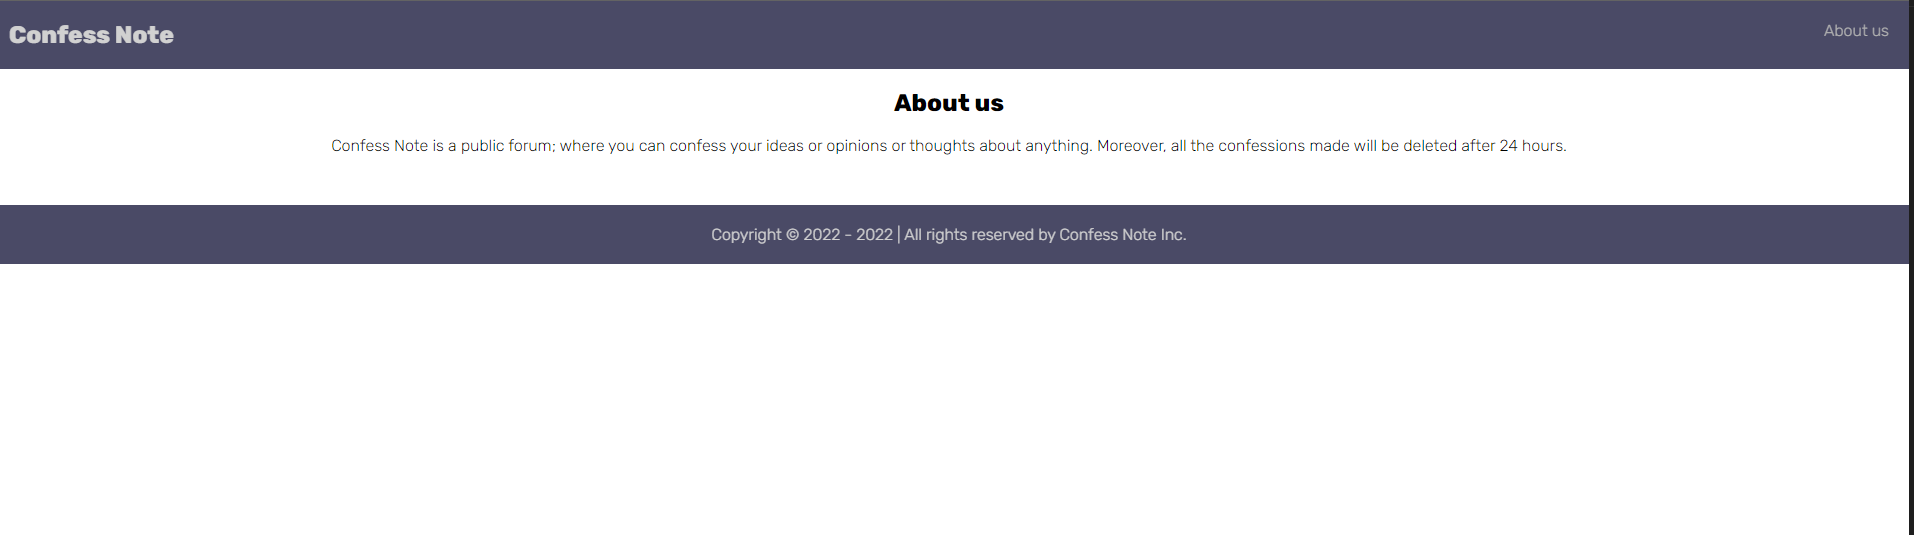 Confess Note
About us
About us
Confess Note is a public forum; where you can confess your ideas or opinions or thoughts about anything. Moreover, all the confessions made will be deleted after 24 hours.
Copyright © 2022 - 2022 | All rights reserved by Confess Note Inc.